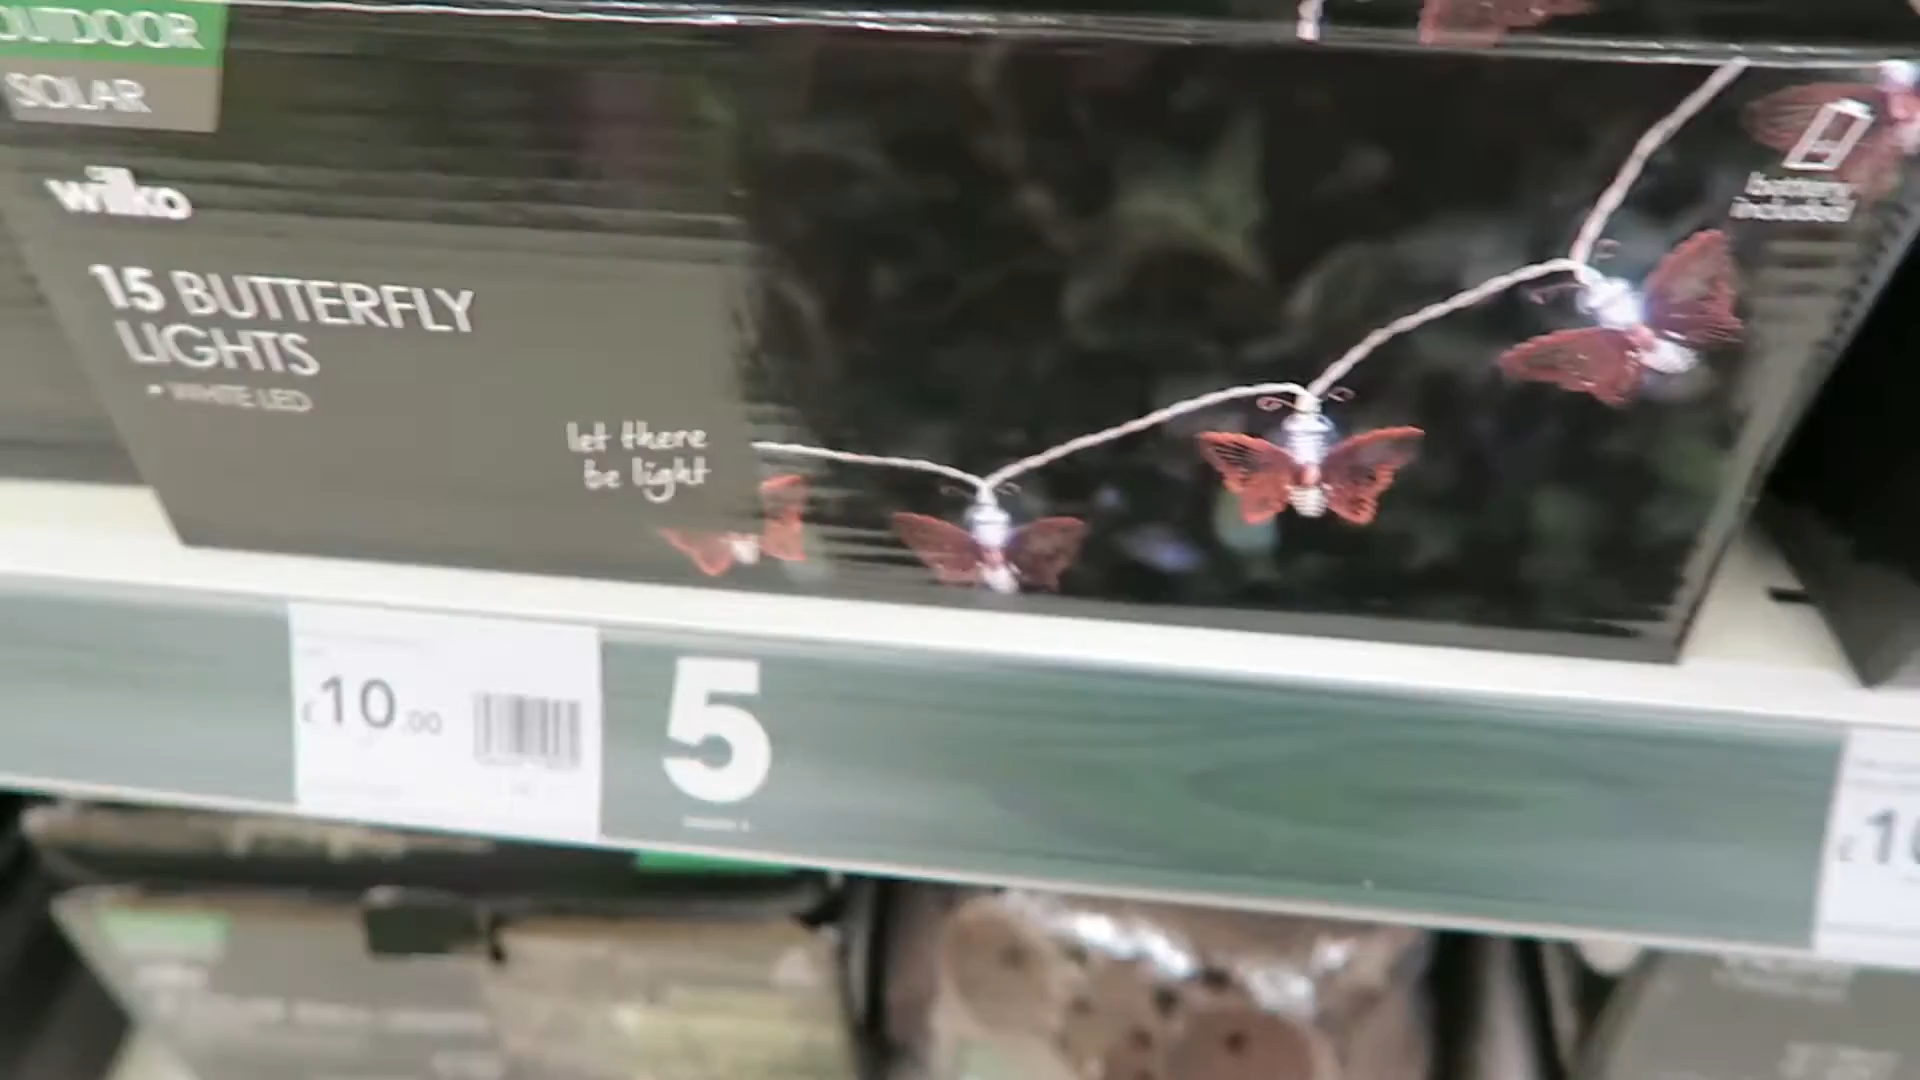 OUTDOOR
SOLAR
wilko
15 BUTTERFLY
LIGHTS
• WHITE LED
let there
be light
battery
included
£10.00
5